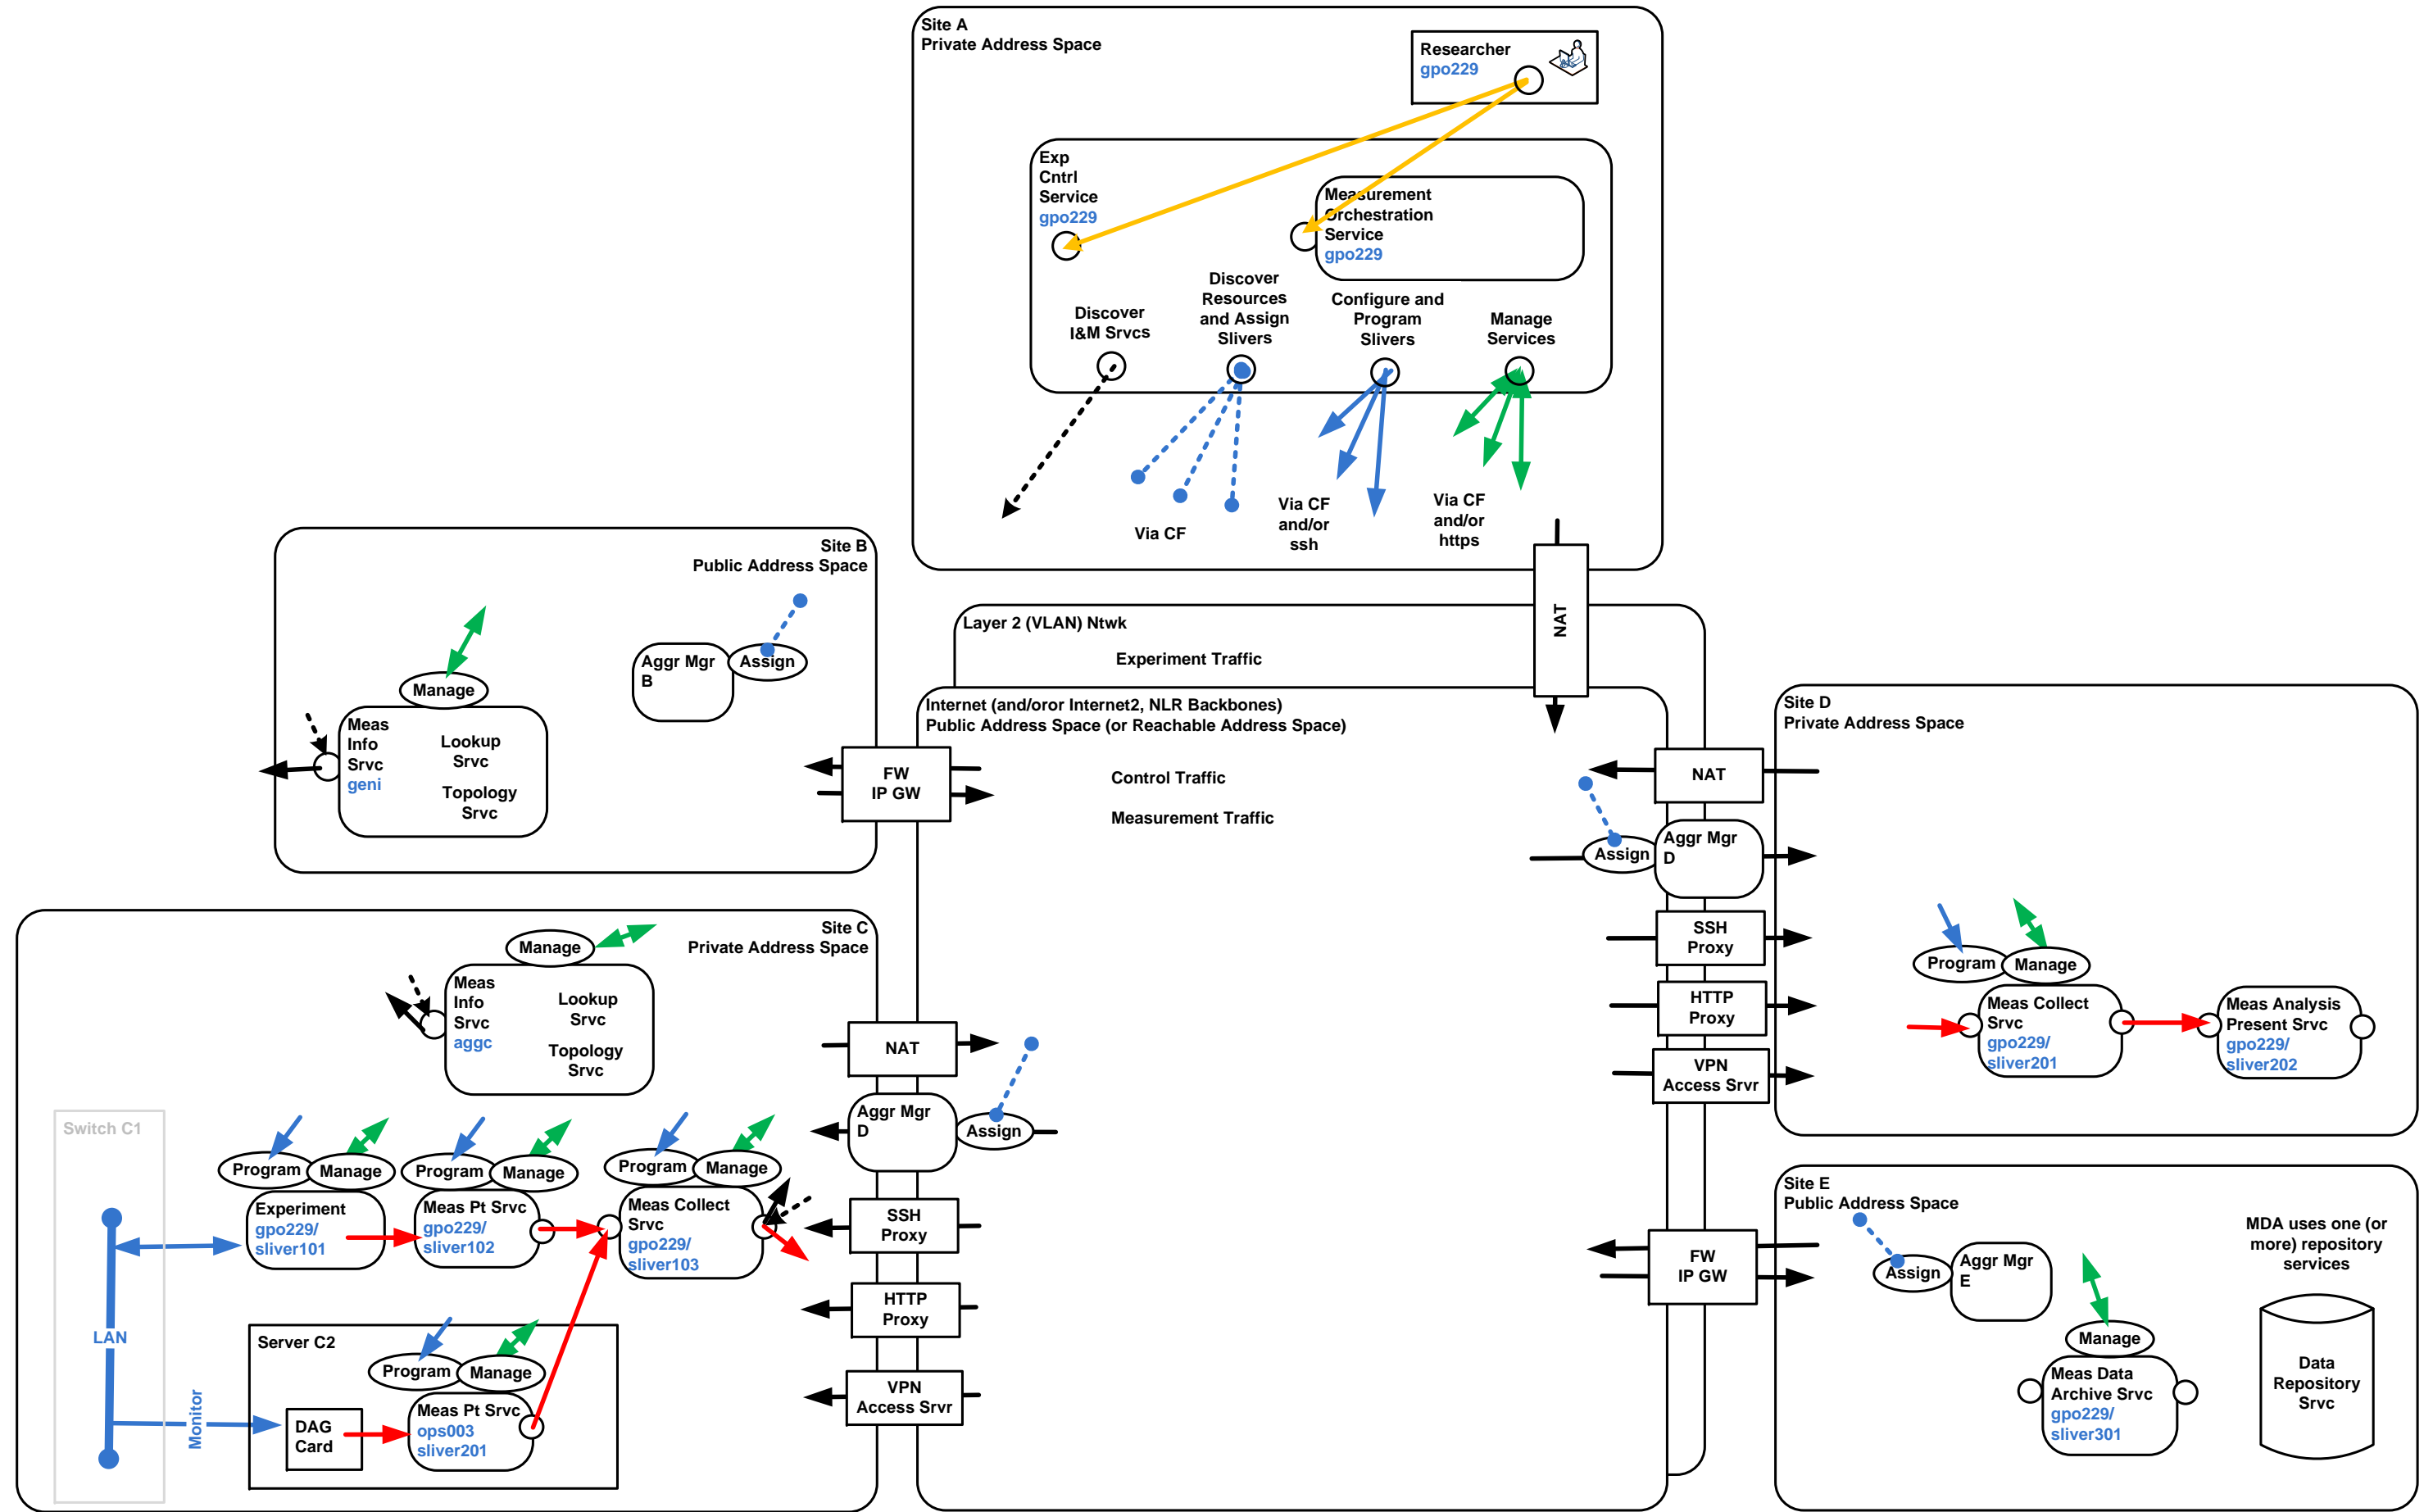 Site A
Private Address Space
Researcher
gpo229
Exp
Cntrl
Service
gpo229
Measurement
Orchestration
Service
gpo229
Discover
I&M Srvcs
Discover
Resources
and Assign
Slivers
Configure and
Program
Slivers
Manage
Services
Via CF
Via CF
and/or
ssh
Via CF
and/or
https
NAT
Site B
Public Address Space
Manage
Meas
Info
Srvc
geni
Lookup
Srvc
Topology
Srvc
Aggr Mgr
B
Assign
FW
IP GW
Layer 2 (VLAN) Ntwk
Experiment Traffic
Internet (and/oror Internet2, NLR Backbones)
Public Address Space (or Reachable Address Space)
Control Traffic
Measurement Traffic
Site C
Private Address Space
Manage
Meas
Info
Srvc
aggc
Lookup
Srvc
Topology
Srvc
Switch C1
LAN
Monitor
Program
Manage
Experiment
gpo229/
sliver101
Program
Manage
Meas Pt Srvc
gpo229/
sliver102
Program
Manage
Meas Collect
Srvc
gpo229/
sliver103
Server C2
DAG
Card
Program
Manage
Meas Pt Srvc
ops003
sliver201
NAT
Aggr Mgr
D
Assign
SSH
Proxy
HTTP
Proxy
VPN
Access Srvr
Site D
Private Address Space
NAT
Assign
Aggr Mgr
D
SSH
Proxy
HTTP
Proxy
VPN
Access Srvr
Program
Manage
Meas Collect
Srvc
gpo229/
sliver201
Meas Analysis
Present Srvc
gpo229/
sliver202
Site E
Public Address Space
FW
IP GW
Assign
Aggr Mgr
E
Manage
Meas Data
Archive Srvc
gpo229/
sliver301
MDA uses one (or
more) repository
services
Data
Repository
Srvc